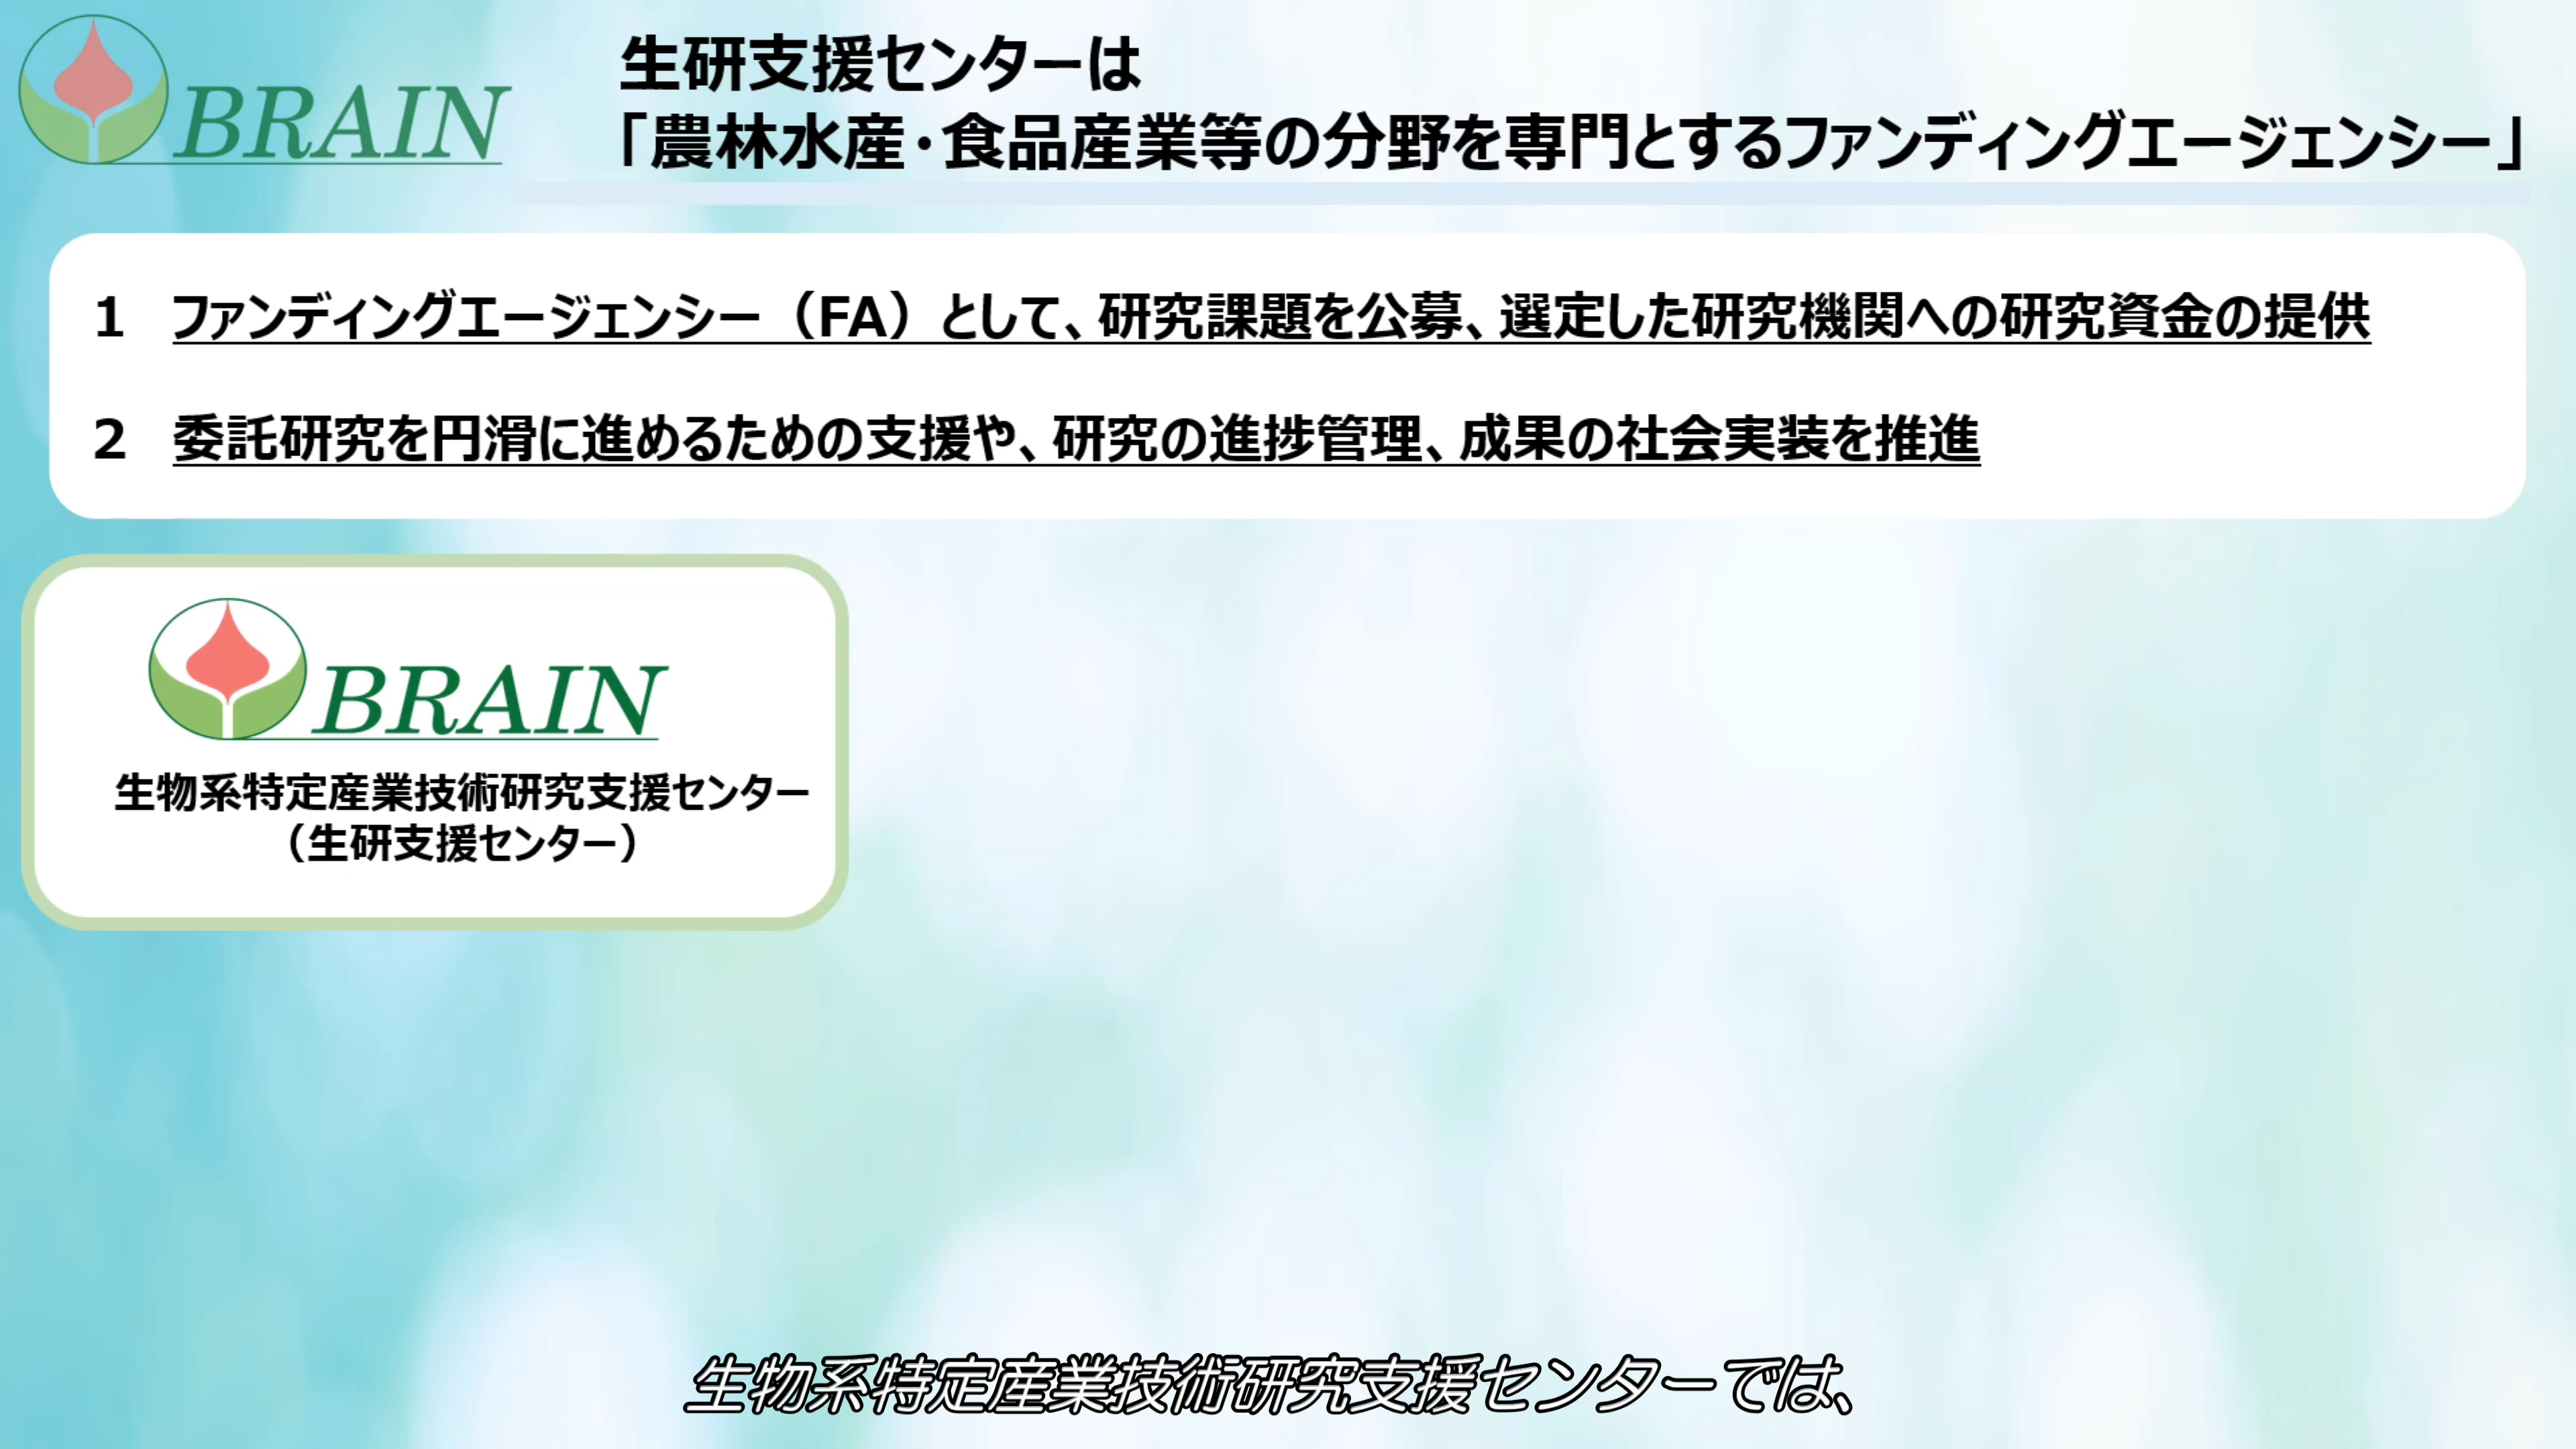 BRAIN
生研支援センターは
「農林水産・食品産業等の分野を専門とするファンディングエージェンシー」
1 ファンディングエージェンシー（FA）として、研究課題を公募、選定した研究機関への研究資金の提供
2 委託研究を円滑に進めるための支援や、研究の進捗管理、成果の社会実装を推進
BRAIN
生物系特定産業技術研究支援センター
（生研支援センター）
生物系特定産業技術研究支援センターでは、